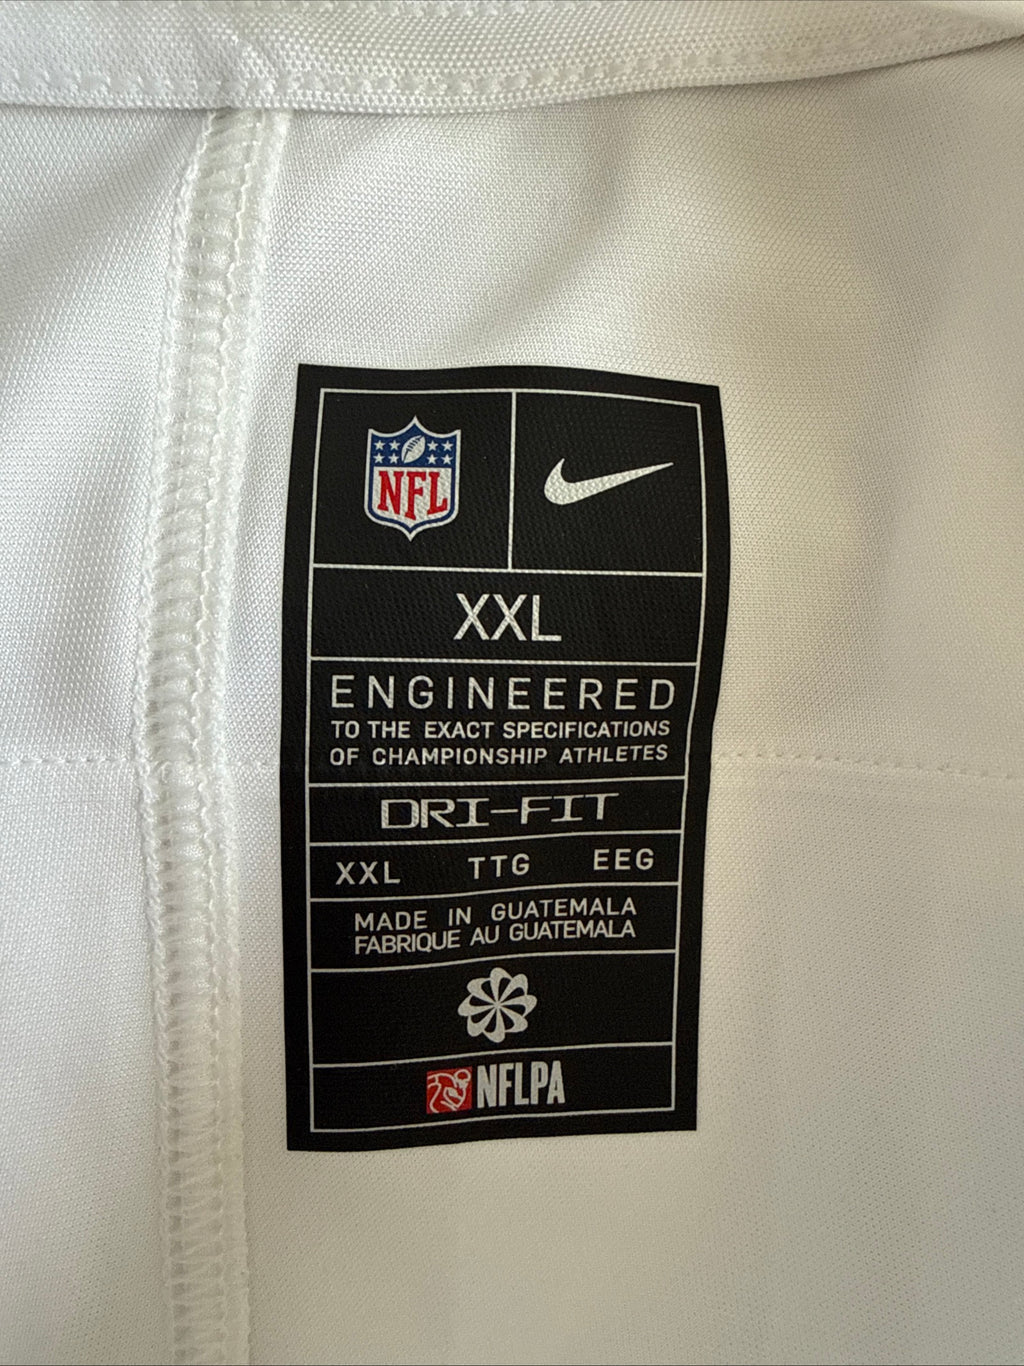 NFL
XXL
ENGINEERED
TO THE EXACT SPECIFICATIONS
OF CHAMPIONSHIP ATHLETES
DRI-FIT
XXL TTG EEG
MADE IN GUATEMALA
FABRIQUE AU GUATEMALA
NFLPA